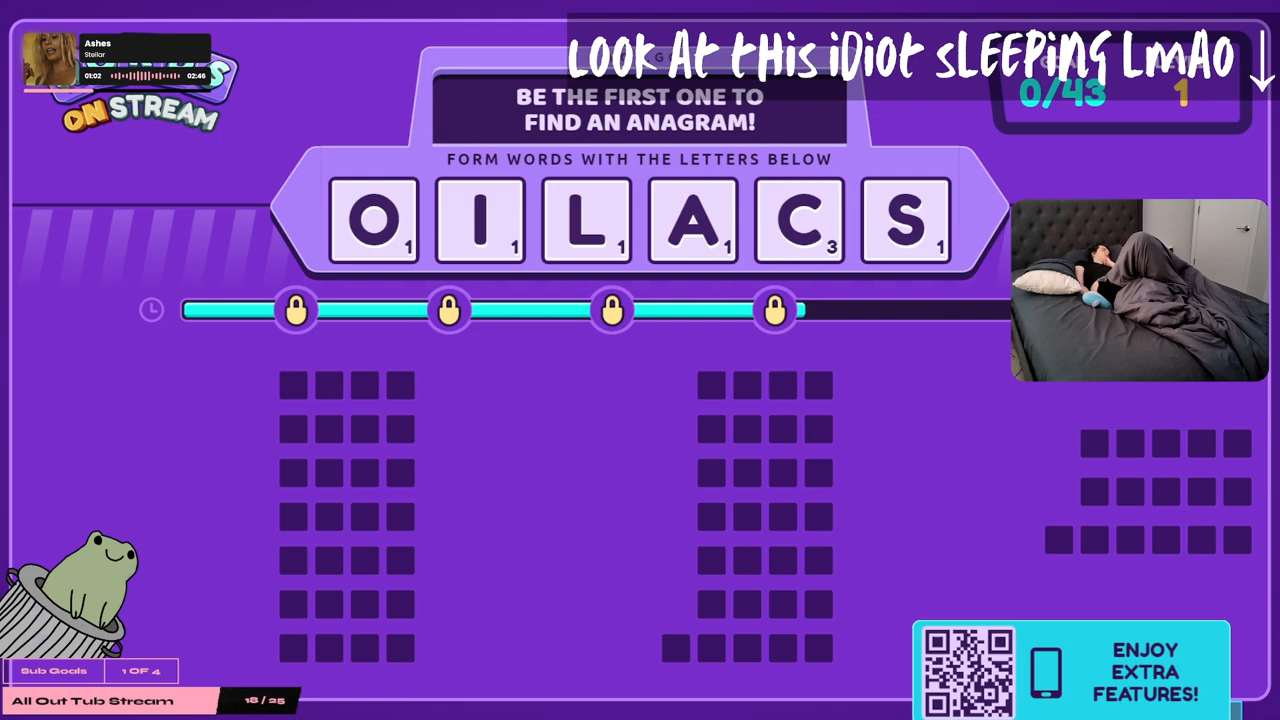 Ashes
Stellar
01:02
02:46
ON STREAM
LOOK At tHis iDiot sLEEPiNG LmAO
0/43
1
BE THE FIRST ONE TO
FIND AN ANAGRAM!
FORM WORDS WITH THE LETTERS BELOW
O 1 I 1 L 1 A 1 C 3 S 1
Sub Goals
1 OF 4
All Out Tub Stream
18 / 25
ENJOY
EXTRA
FEATURES!